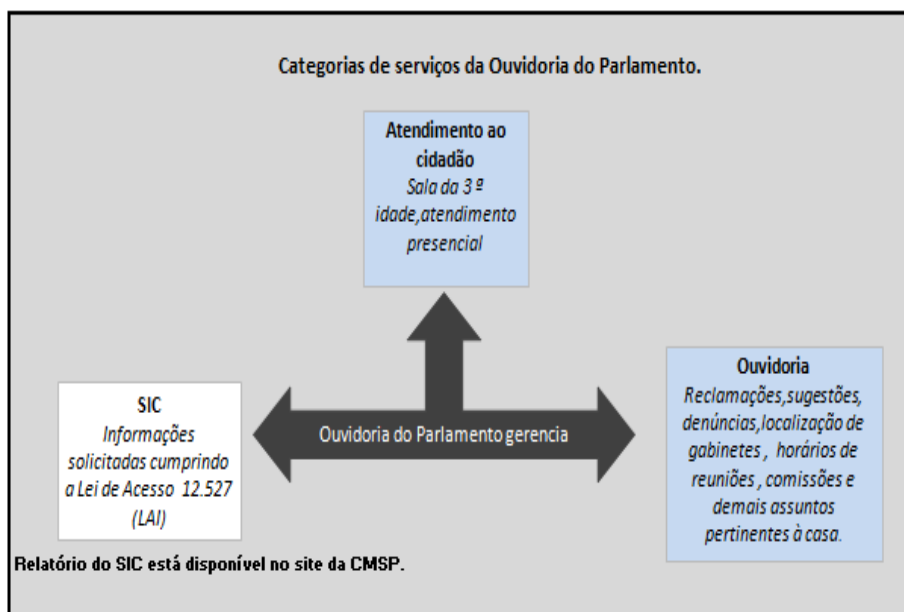 Categorias de serviços da Ouvidoria do Parlamento.
Atendimento ao
cidadão
Sala da 3 ª
idade,atendimento
presencial
SIC
Informações
solicitadas cumprindo
a Lei de Acesso 12.527
(LAI)
Ouvidoria do Parlamento gerencia
Ouvidoria
Reclamações,sugestões,
denúncias,localização de
gabinetes , horários de
reuniões , comissões e
demais assuntos
pertinentes à casa.
Relatório do SIC está disponível no site da CMSP.